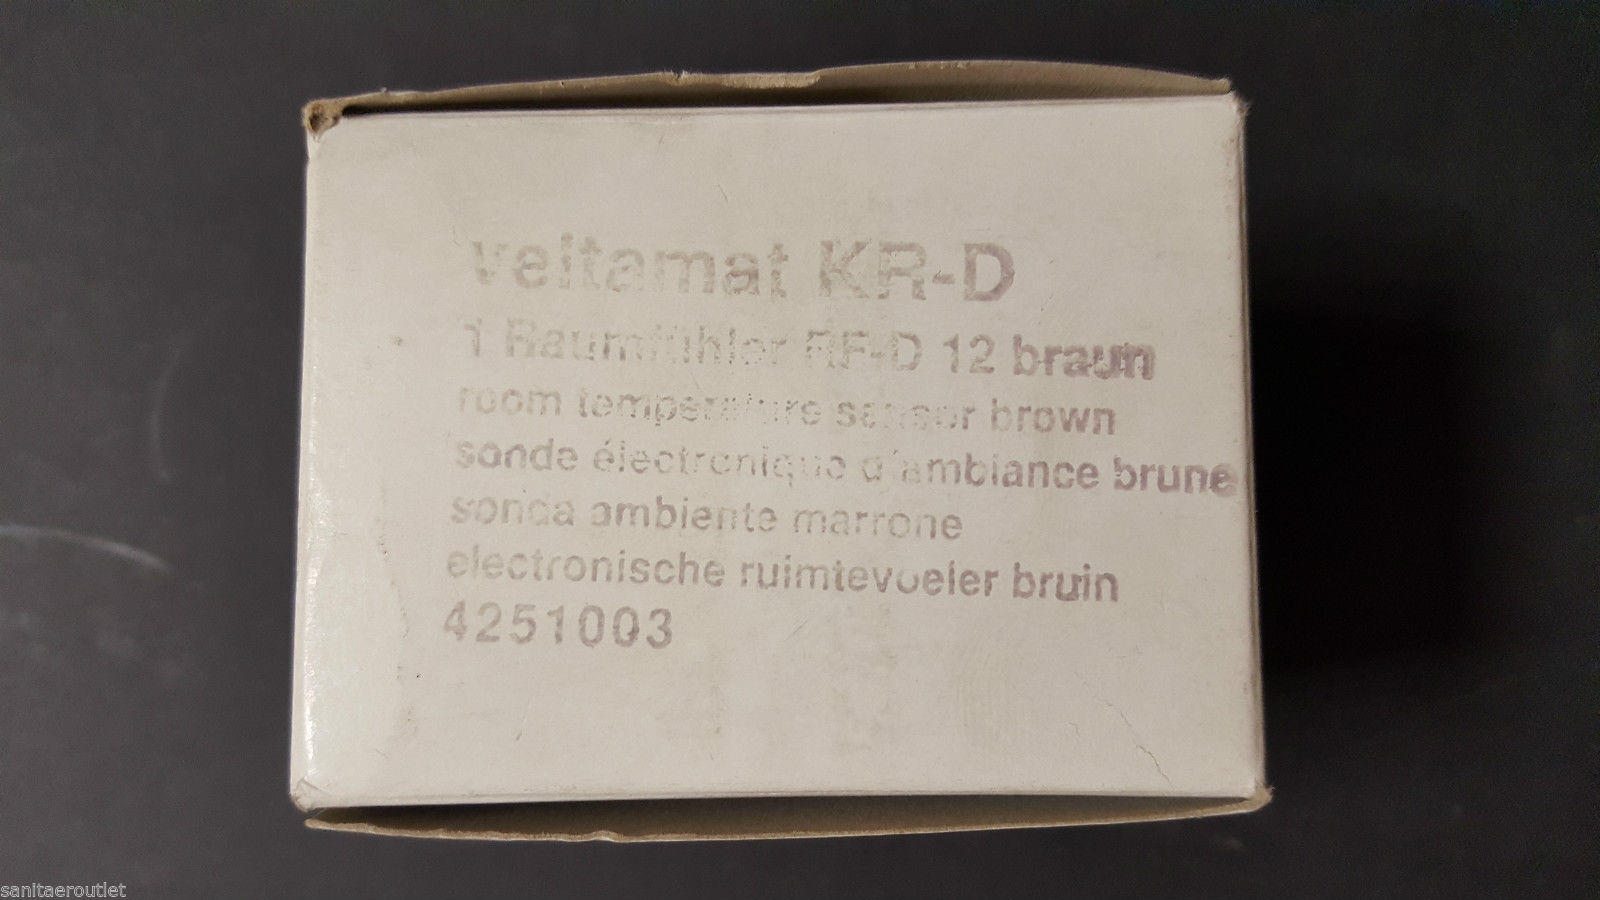 veltamat KR-D
1 Raumfühler RF-D 12 braun
room temperature sensor brown
sonde électronique d'ambiance brune
sonda ambiente marrone
electronische ruimtevoeler bruin
4251003
sanitaeroutlet